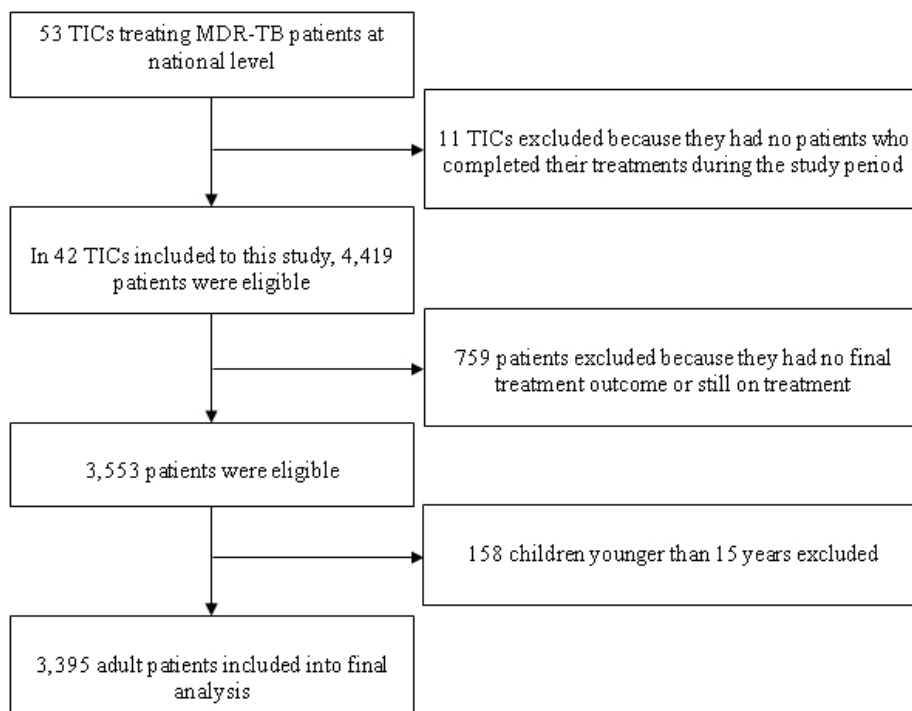 53 TICs treating MDR-TB patients at
national level
11 TICs excluded because they had no patients who
completed their treatments during the study period
In 42 TICs included to this study, 4,419
patients were eligible
759 patients excluded because they had no final
treatment outcome or still on treatment
3,553 patients were eligible
158 children younger than 15 years excluded
3,395 adult patients included into final
analysis